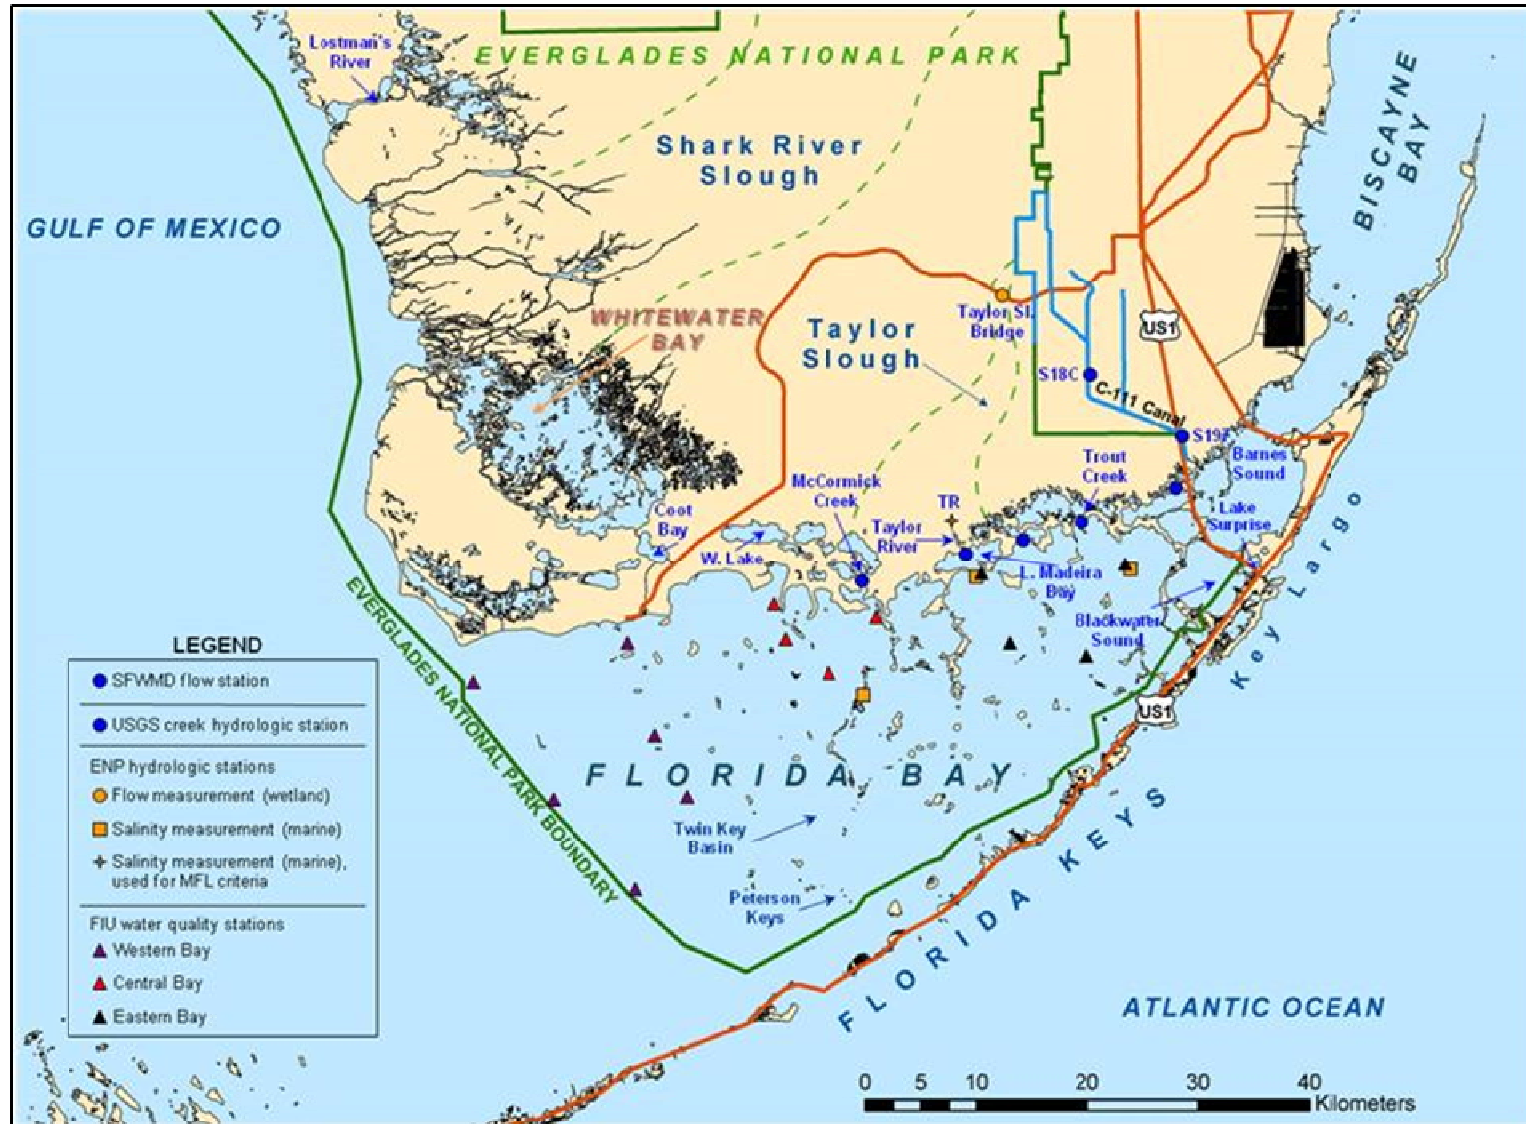 Lostman's
River
EVERGLADES NATIONAL PARK
BISCAYNE
BAY
Shark River
Slough
GULF OF MEXICO
WHITEWATER
BAY
Taylor Sl.
Bridge
Taylor
Slough
US1
S18C
C-111 Canal
S197
Barnes
Sound
Trout
Creek
McCormick
Creek
TR
Lake
Surprise
Coot
Bay
Taylor
River
W. Lake
L. Madeira
Bay
Blackwater
Sound
Key Largo
EVERGLADES NATIONAL PARK BOUNDARY
US1
FLORIDA BAY
Twin Key
Basin
Peterson
Keys
FLORIDA KEYS
ATLANTIC OCEAN
LEGEND
SFWMD flow station
USGS creek hydrologic station
ENP hydrologic stations
Flow measurement (wetland)
Salinity measurement (marine)
Salinity measurement (marine),
used for MFL criteria
FIU water quality stations
Western Bay
Central Bay
Eastern Bay
0 5 10 20 30 40
Kilometers